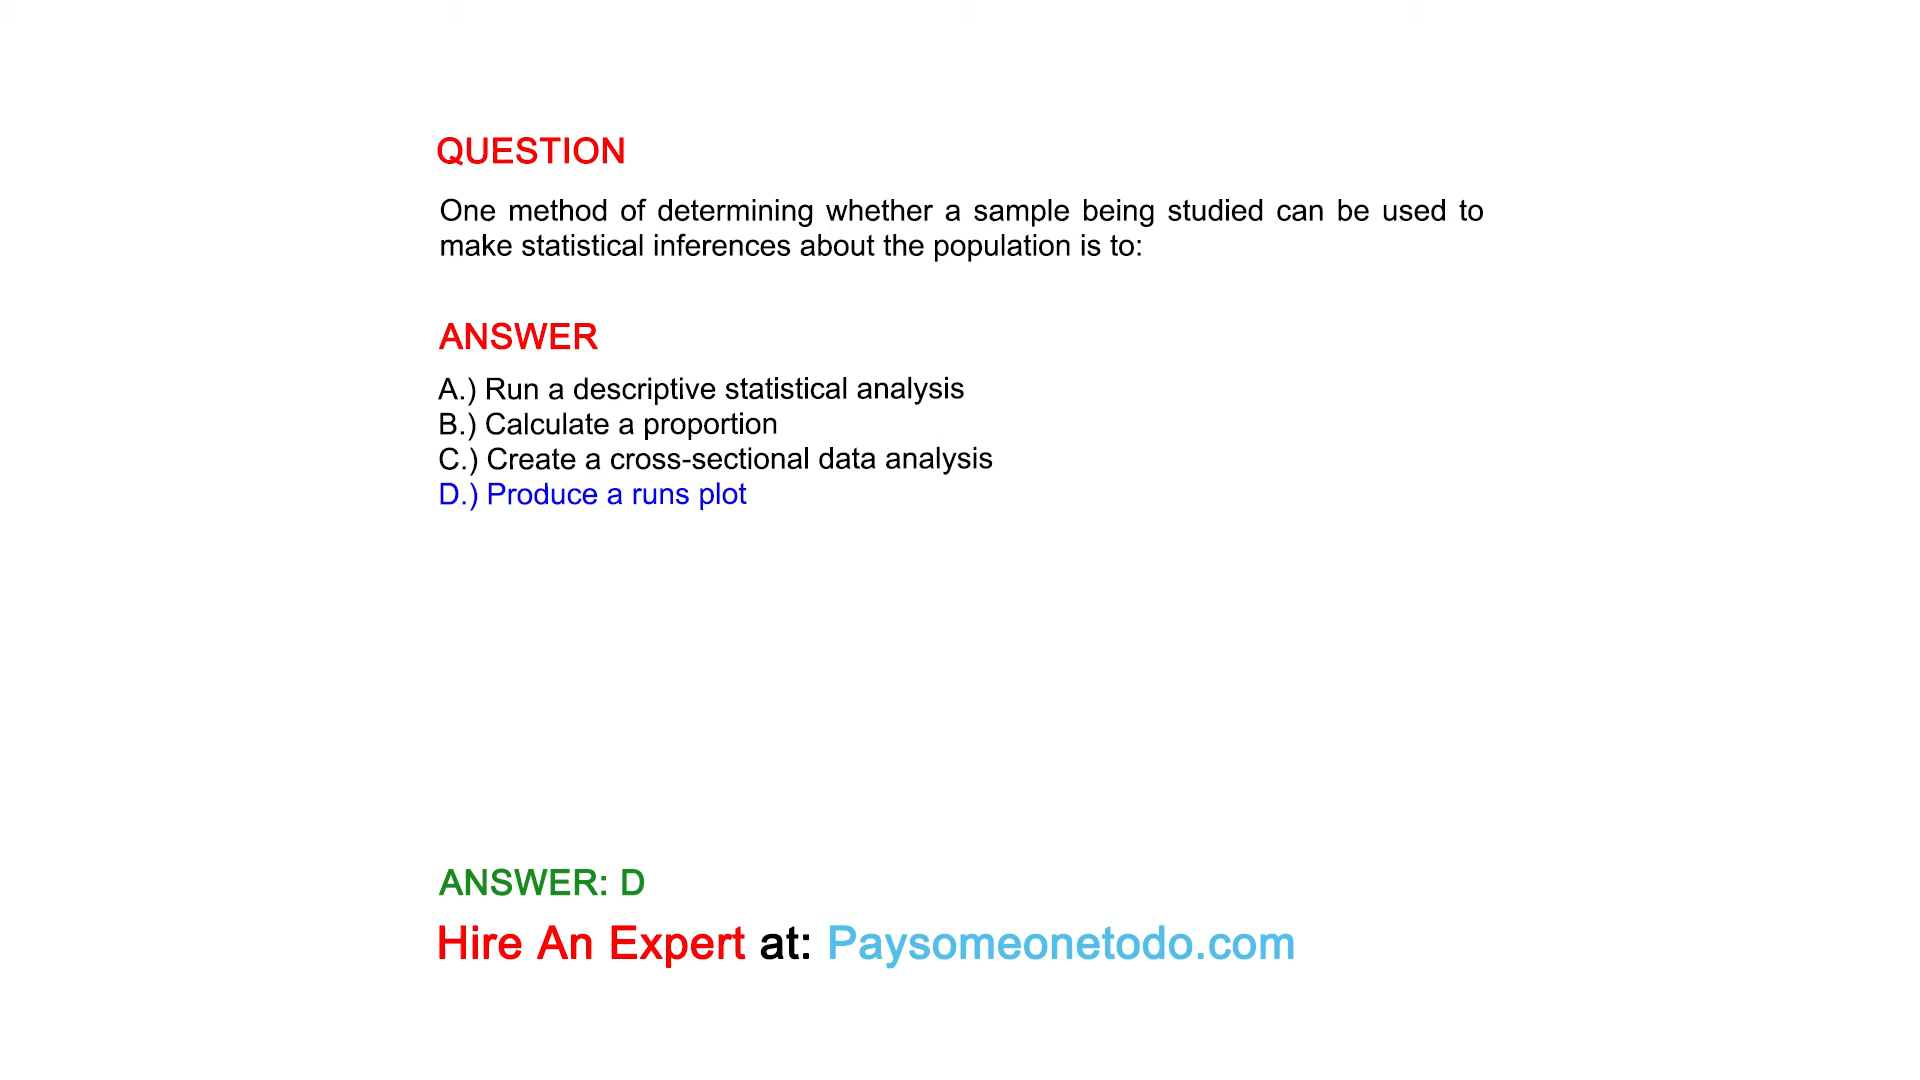 QUESTION
One method of determining whether a sample being studied can be used to
make statistical inferences about the population is to:
ANSWER
A.) Run a descriptive statistical analysis
B.) Calculate a proportion
C.) Create a cross-sectional data analysis
D.) Produce a runs plot
ANSWER: D
Hire An Expert at: Paysomeonetodo.com